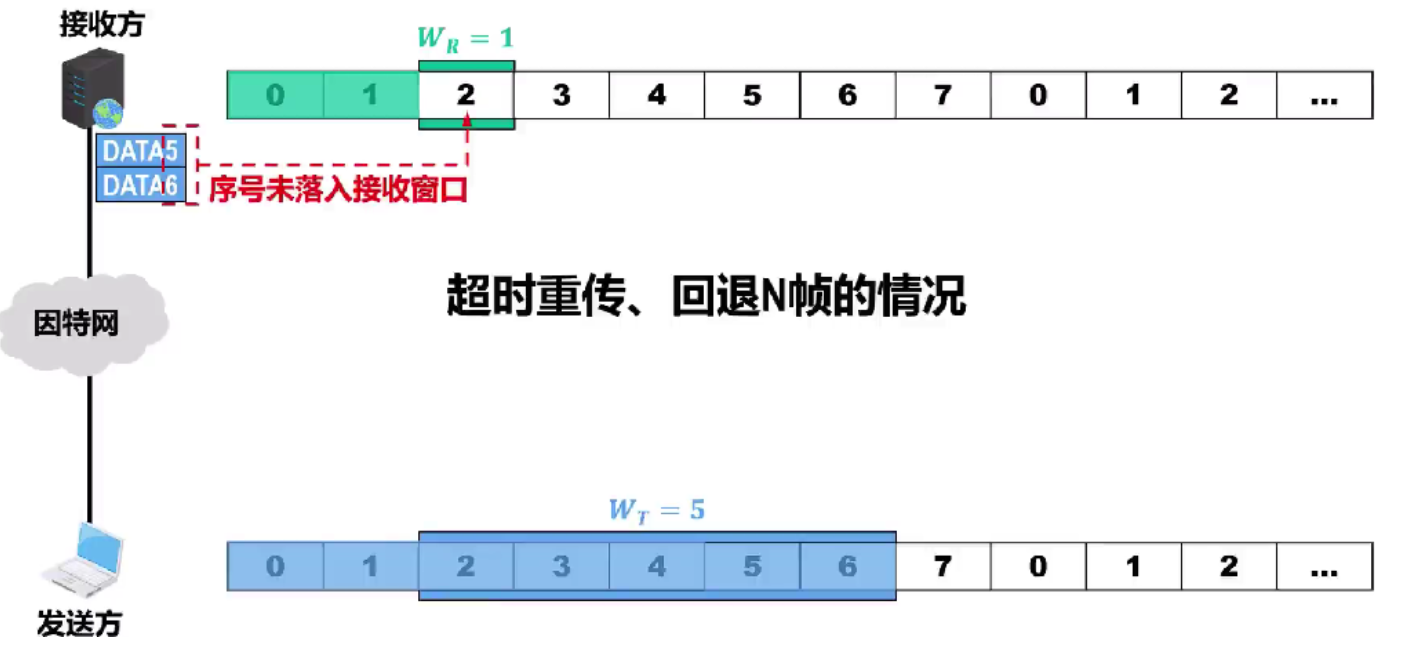 接收方
W_R = 1
0 1 2 3 4 5 6 7 0 1 2 ...
DATA5
DATA6
序号未落入接收窗口
超时重传、回退N帧的情况
因特网
W_T = 5
0 1 2 3 4 5 6 7 0 1 2 ...
发送方